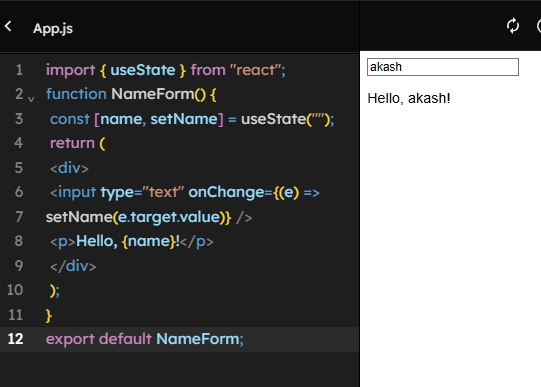 App.js
1 import { useState } from "react";
2 function NameForm() {
3 const [name, setName] = useState("");
4 return (
5 <div>
6 <input type="text" onChange={(e) =>
7 setName(e.target.value)} />
8 <p>Hello, {name}!</p>
9 </div>
10 );
11 }
12 export default NameForm;
akash
Hello, akash!